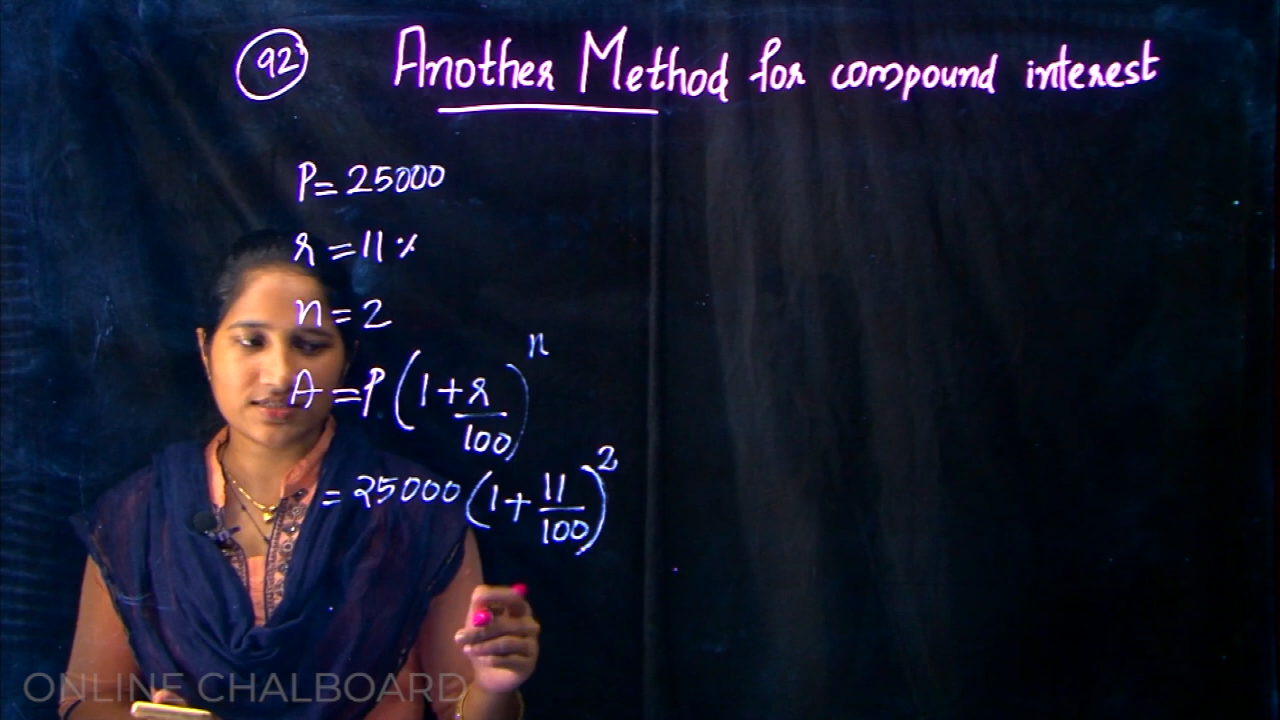 92 Another Method for compound interest
P = 25000
r = 11%
n = 2
A = P(1+r/100)^n
= 25000(1+11/100)^2
ONLINE CHALBOARD